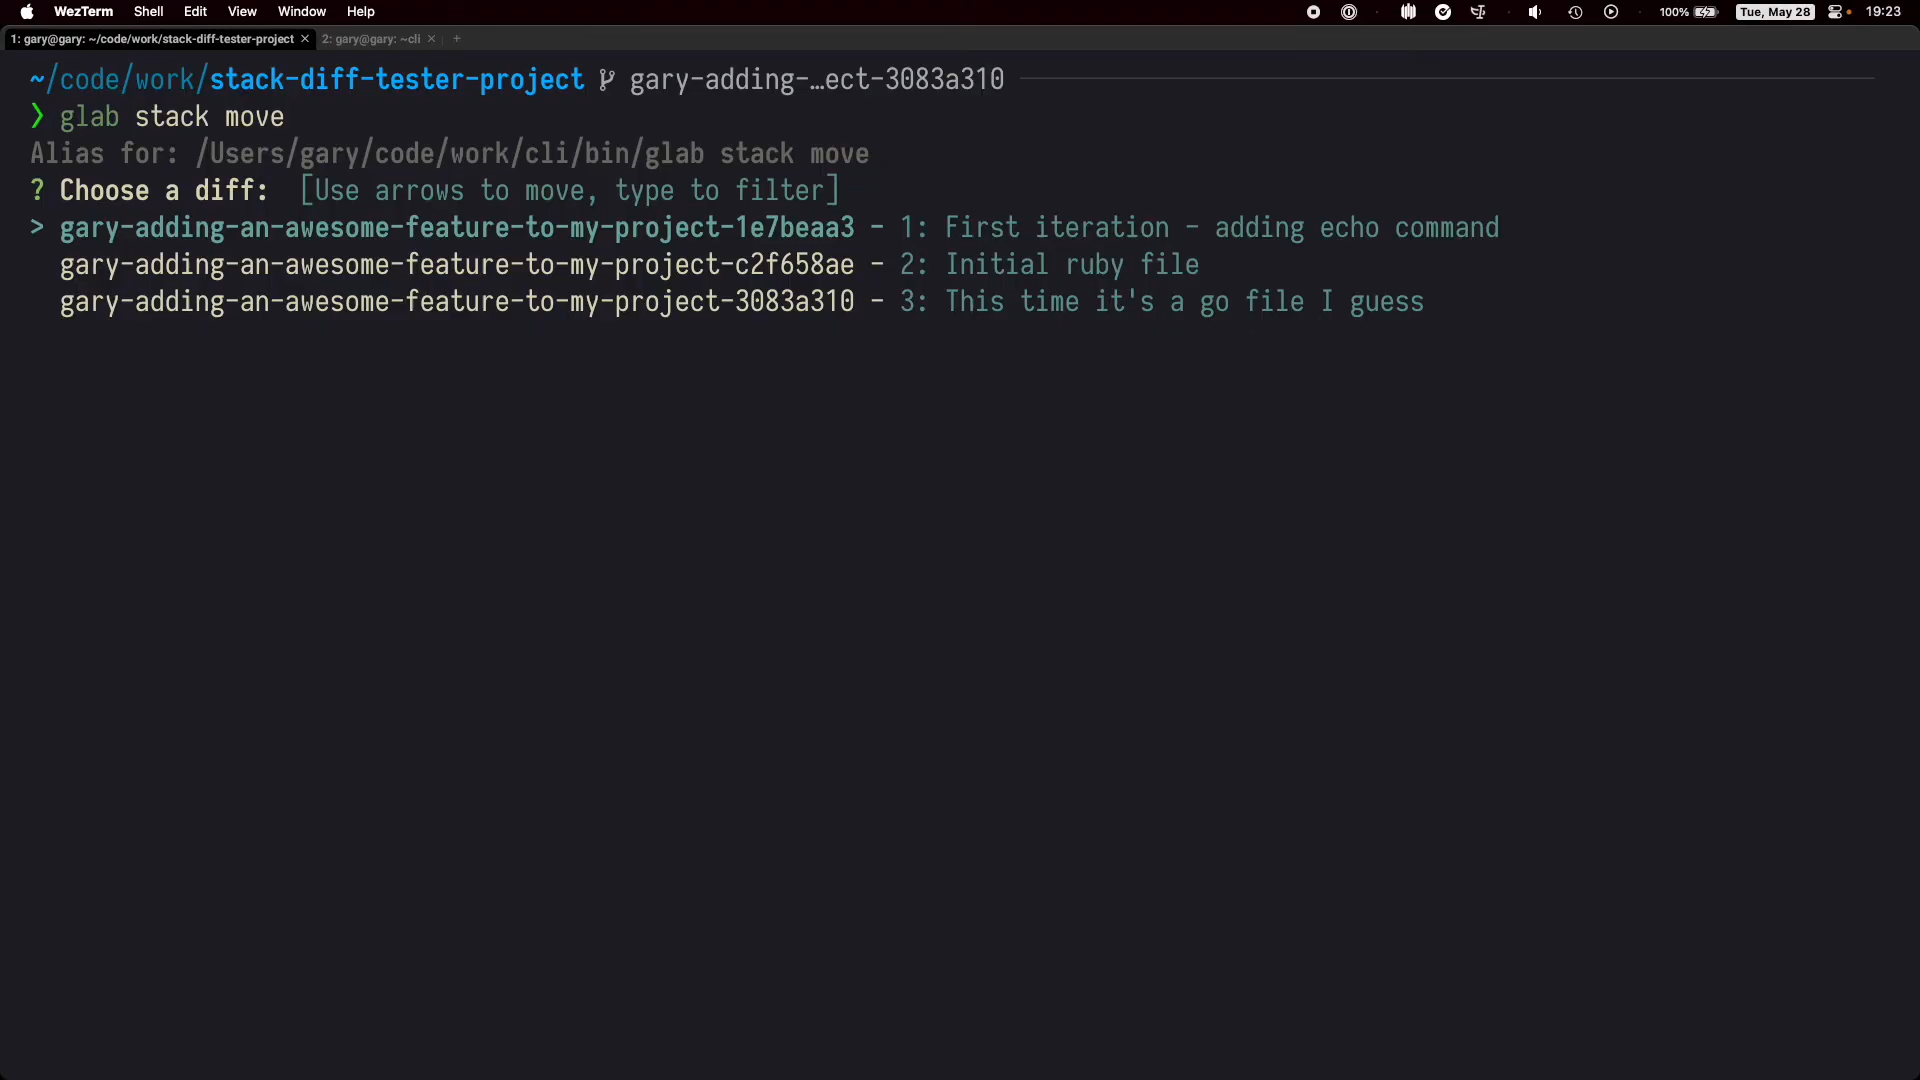 WezTerm Shell Edit View Window Help 100% Tue, May 28 19:23
1: gary@gary: ~/code/work/stack-diff-tester-project × 2: gary@gary: ~cli × +
~/code/work/stack-diff-tester-project gary-adding-…ect-3083a310
❯ glab stack move
Alias for: /Users/gary/code/work/cli/bin/glab stack move
? Choose a diff: [Use arrows to move, type to filter]
> gary-adding-an-awesome-feature-to-my-project-1e7beaa3 - 1: First iteration - adding echo command
gary-adding-an-awesome-feature-to-my-project-c2f658ae - 2: Initial ruby file
gary-adding-an-awesome-feature-to-my-project-3083a310 - 3: This time it's a go file I guess